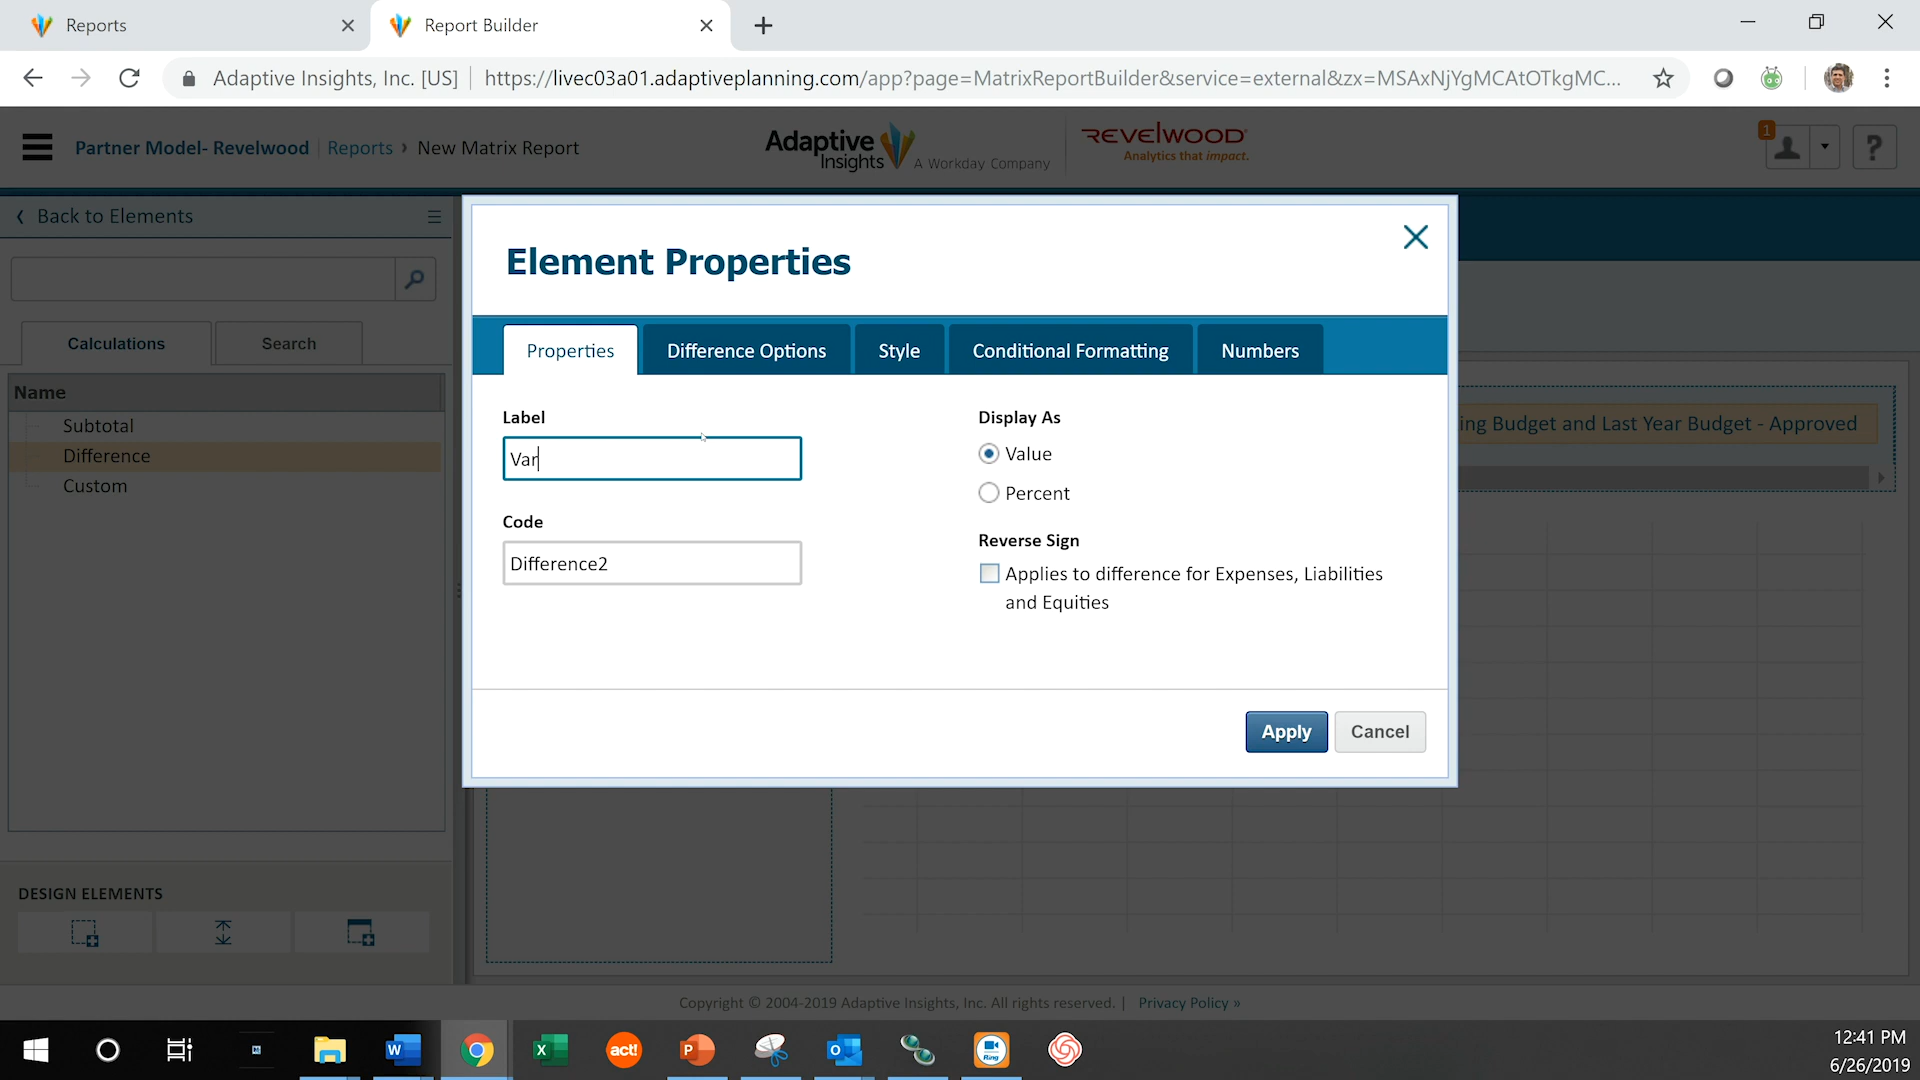 Reports
Report Builder
Adaptive Insights, Inc. [US] | https://livec03a01.adaptiveplanning.com/app?page=MatrixReportBuilder&service=external&zx=MSAxNjYgMCAtOTkgMC...
Partner Model- Revelwood | Reports › New Matrix Report
Adaptive Insights A Workday Company
REVELWOOD
Analytics that impact.
1
?
Back to Elements
Calculations
Search
Name
Subtotal
Difference
Custom
DESIGN ELEMENTS
Element Properties
Properties
Difference Options
Style
Conditional Formatting
Numbers
Label
Var
Code
Difference2
Display As
Value
Percent
Reverse Sign
Applies to difference for Expenses, Liabilities
and Equities
Apply
Cancel
ing Budget and Last Year Budget - Approved
Copyright © 2004-2019 Adaptive Insights, Inc. All rights reserved. | Privacy Policy »
W
X
act!
P
O
Ring
12:41 PM
6/26/2019